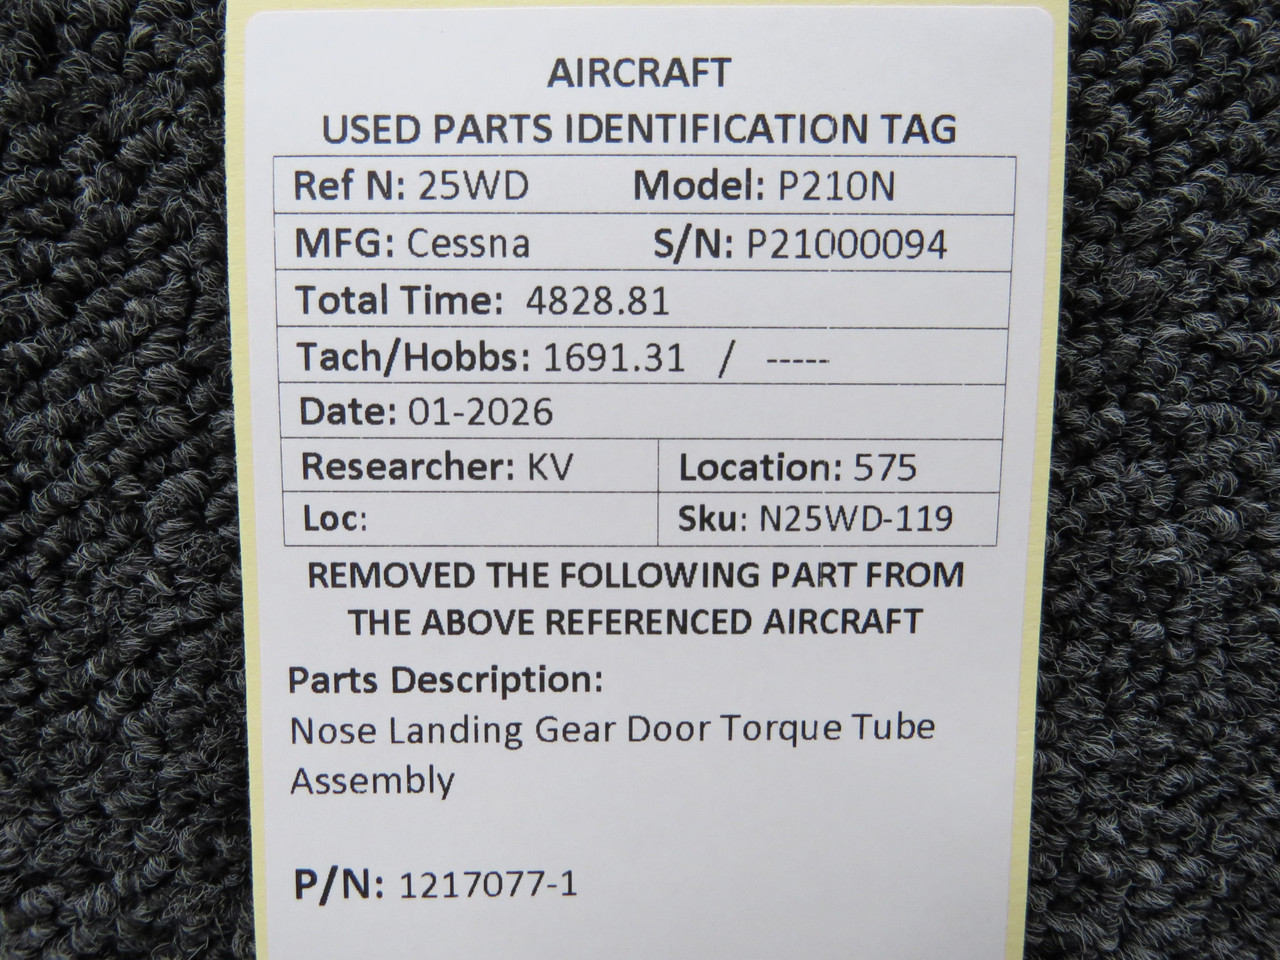 AIRCRAFT
USED PARTS IDENTIFICATION TAG
Ref N: 25WD Model: P210N
MFG: Cessna S/N: P21000094
Total Time: 4828.81
Tach/Hobbs: 1691.31 / -----
Date: 01-2026
Researcher: KV Location: 575
Loc: Sku: N25WD-119
REMOVED THE FOLLOWING PART FROM
THE ABOVE REFERENCED AIRCRAFT
Parts Description:
Nose Landing Gear Door Torque Tube
Assembly
P/N: 1217077-1